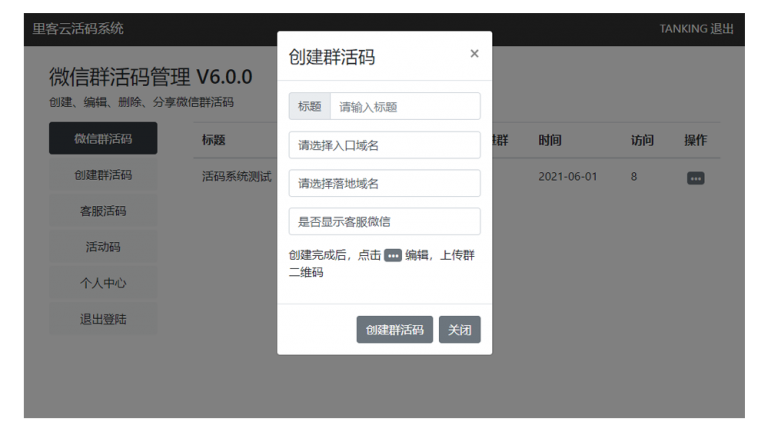 里客云活码系统
TANKING 退出
微信群活码管理 V6.0.0
创建、编辑、删除、分享微信群活码
微信群活码
创建群活码
客服活码
活动码
个人中心
退出登陆
标题
群
时间
访问
操作
活码系统测试
2021-06-01
8
创建群活码
×
标题
请输入标题
请选择入口域名
请选择落地域名
是否显示客服微信
创建完成后，点击 ••• 编辑，上传群
二维码
创建群活码
关闭